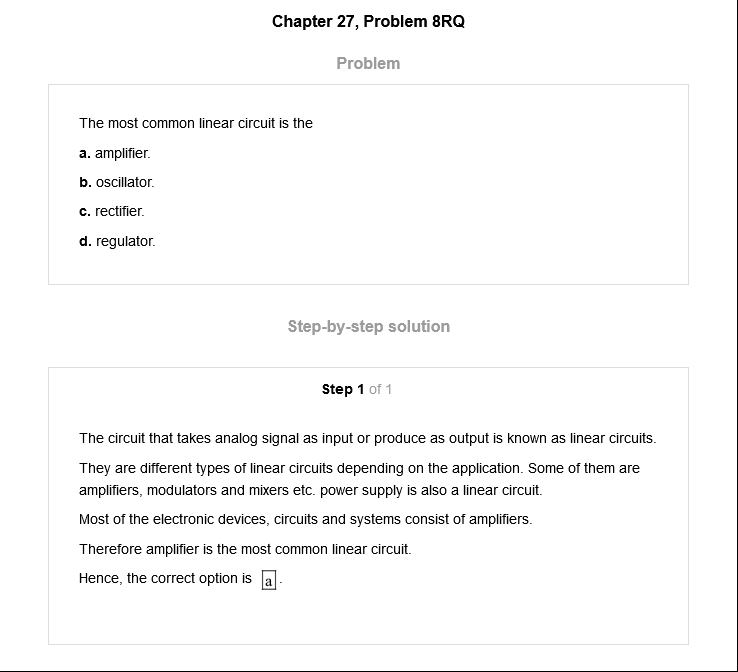 Chapter 27, Problem 8RQ
Problem
The most common linear circuit is the
a. amplifier.
b. oscillator.
c. rectifier.
d. regulator.
Step-by-step solution
Step 1 of 1
The circuit that takes analog signal as input or produce as output is known as linear circuits.
They are different types of linear circuits depending on the application. Some of them are
amplifiers, modulators and mixers etc. power supply is also a linear circuit.
Most of the electronic devices, circuits and systems consist of amplifiers.
Therefore amplifier is the most common linear circuit.
Hence, the correct option is a.